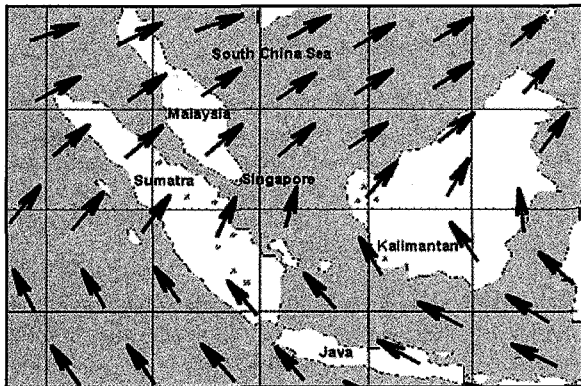 South China Sea
Malaysia
Sumatra
Singapore
Kalimantan
Java